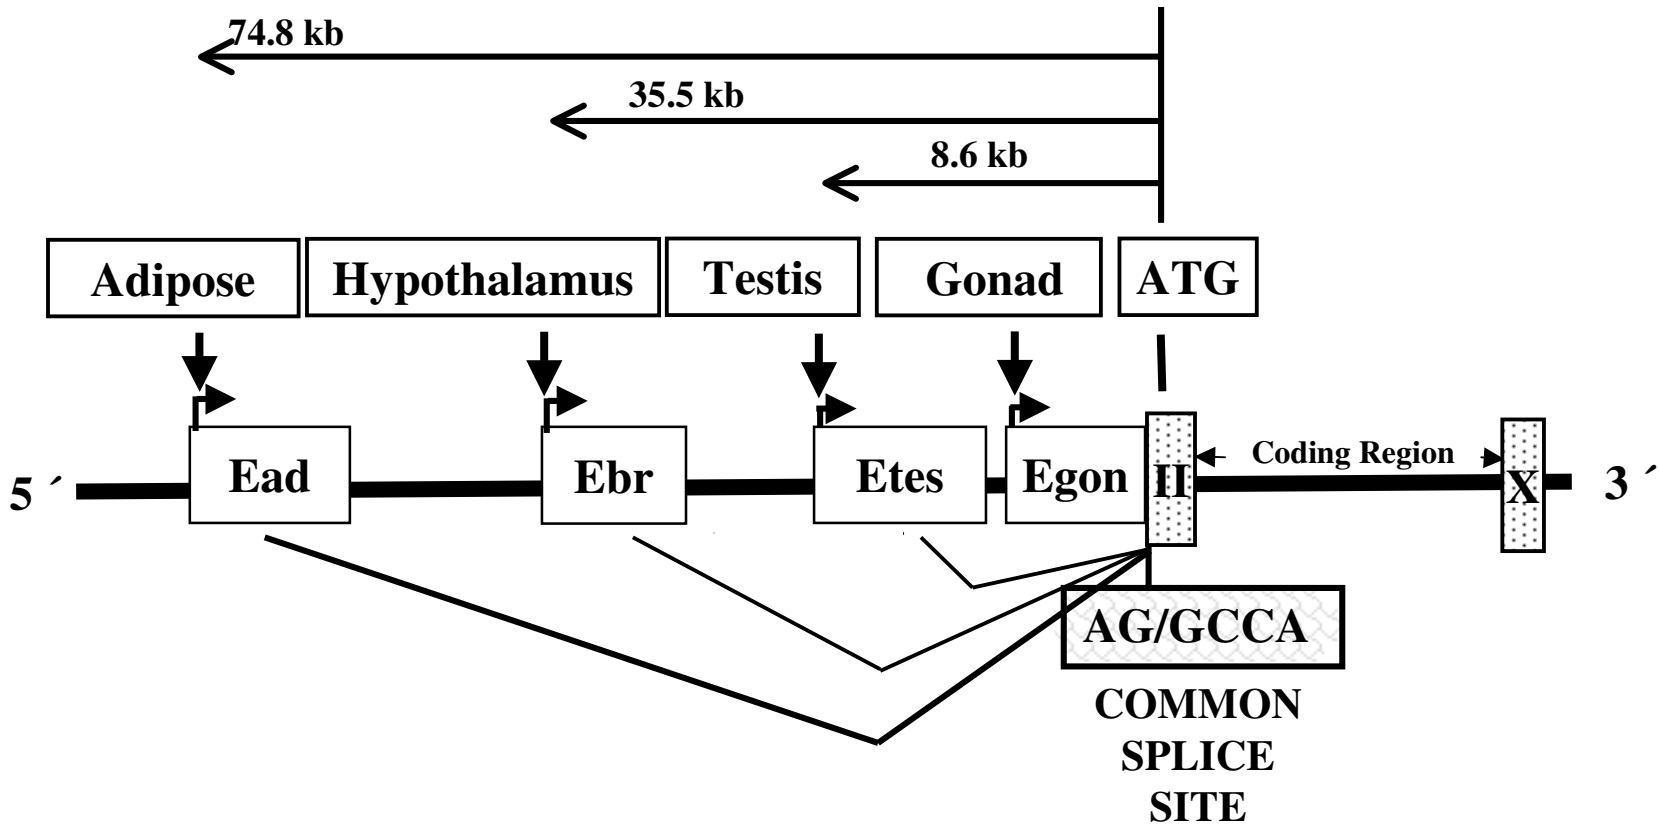 74.8 kb
35.5 kb
8.6 kb
Adipose Hypothalamus Testis Gonad ATG
5 ´ Ead Ebr Etes Egon II Coding Region X 3 ´
AG/GCCA
COMMON
SPLICE
SITE